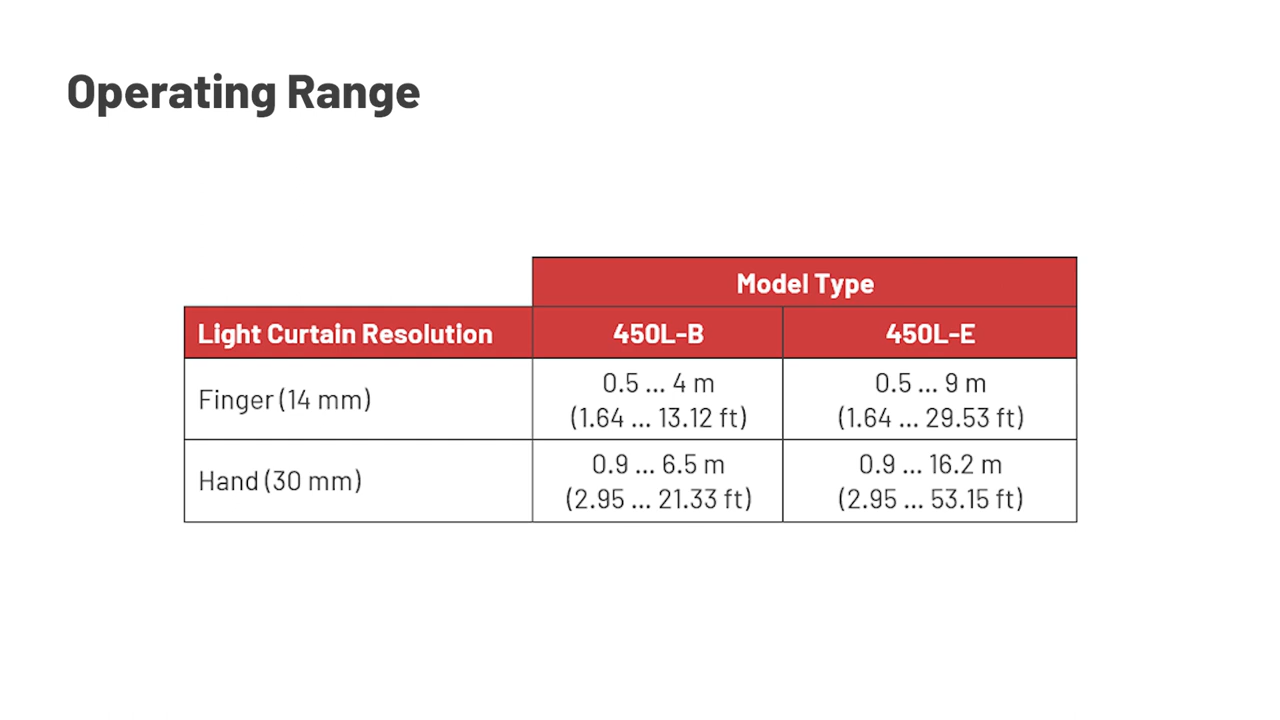 Operating Range
Model Type
Light Curtain Resolution 450L-B 450L-E
Finger (14 mm) 0.5 ... 4 m 0.5 ... 9 m
(1.64 ... 13.12 ft) (1.64 ... 29.53 ft)
Hand (30 mm) 0.9 ... 6.5 m 0.9 ... 16.2 m
(2.95 ... 21.33 ft) (2.95 ... 53.15 ft)